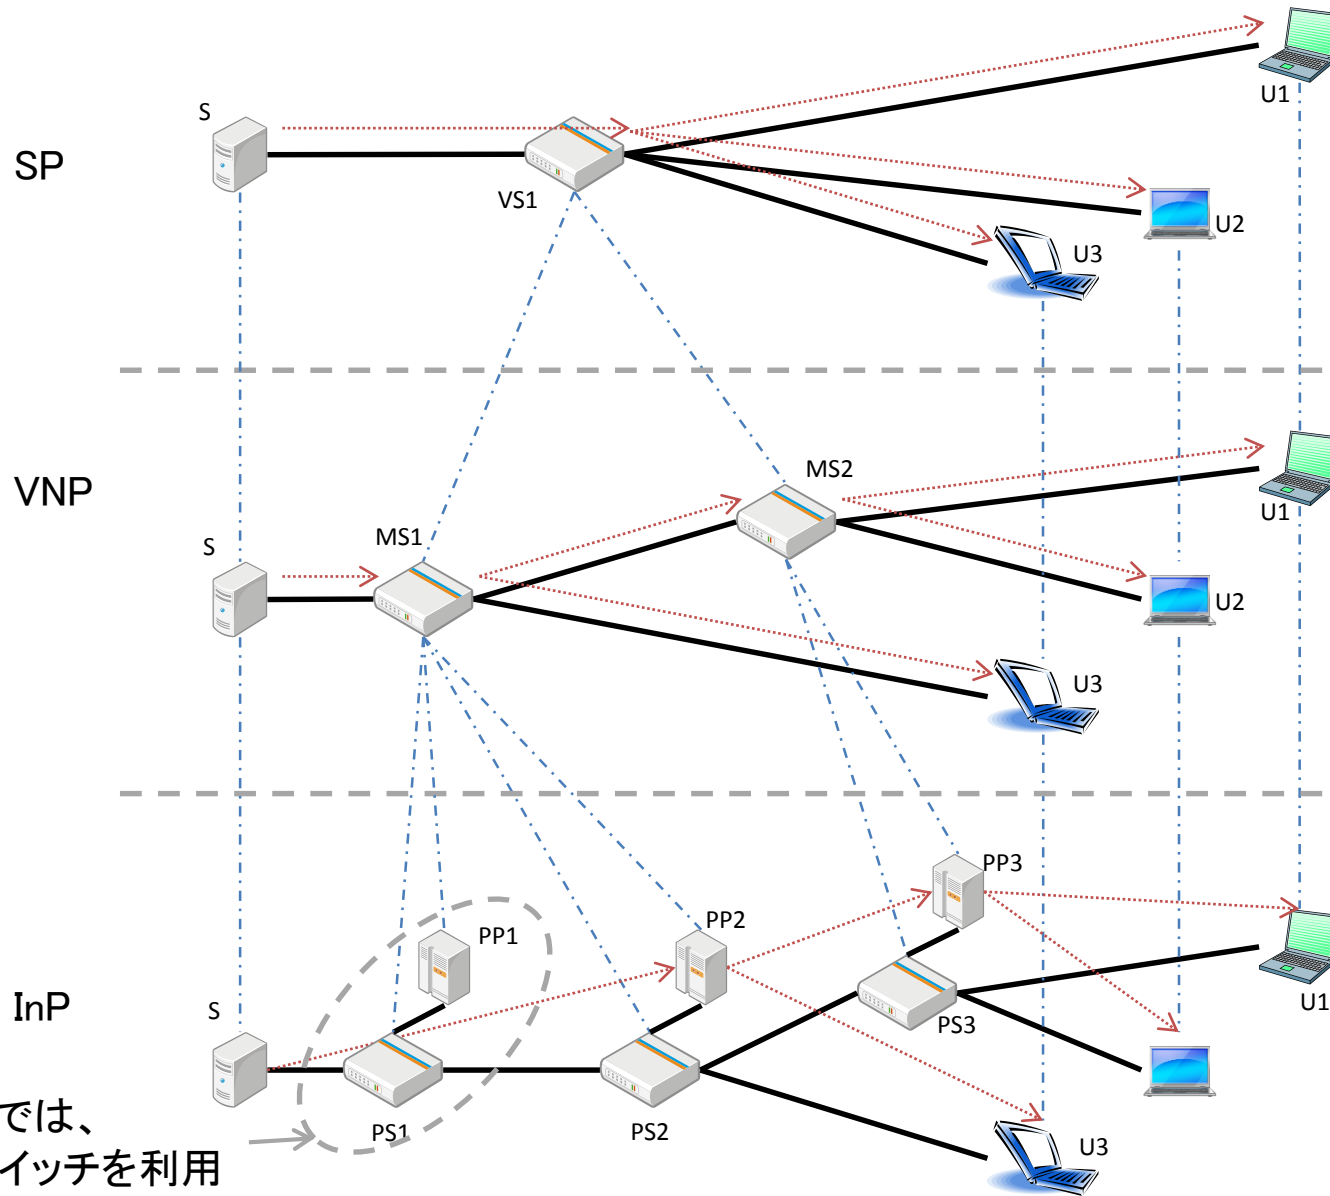 S
U1
SP
VS1
U2
U3
MS2
VNP
U1
MS1
S
U2
U3
PP3
PP2
PP1
InP
S
U1
PS3
では、
PS1
PS2
U3
イッチを利用